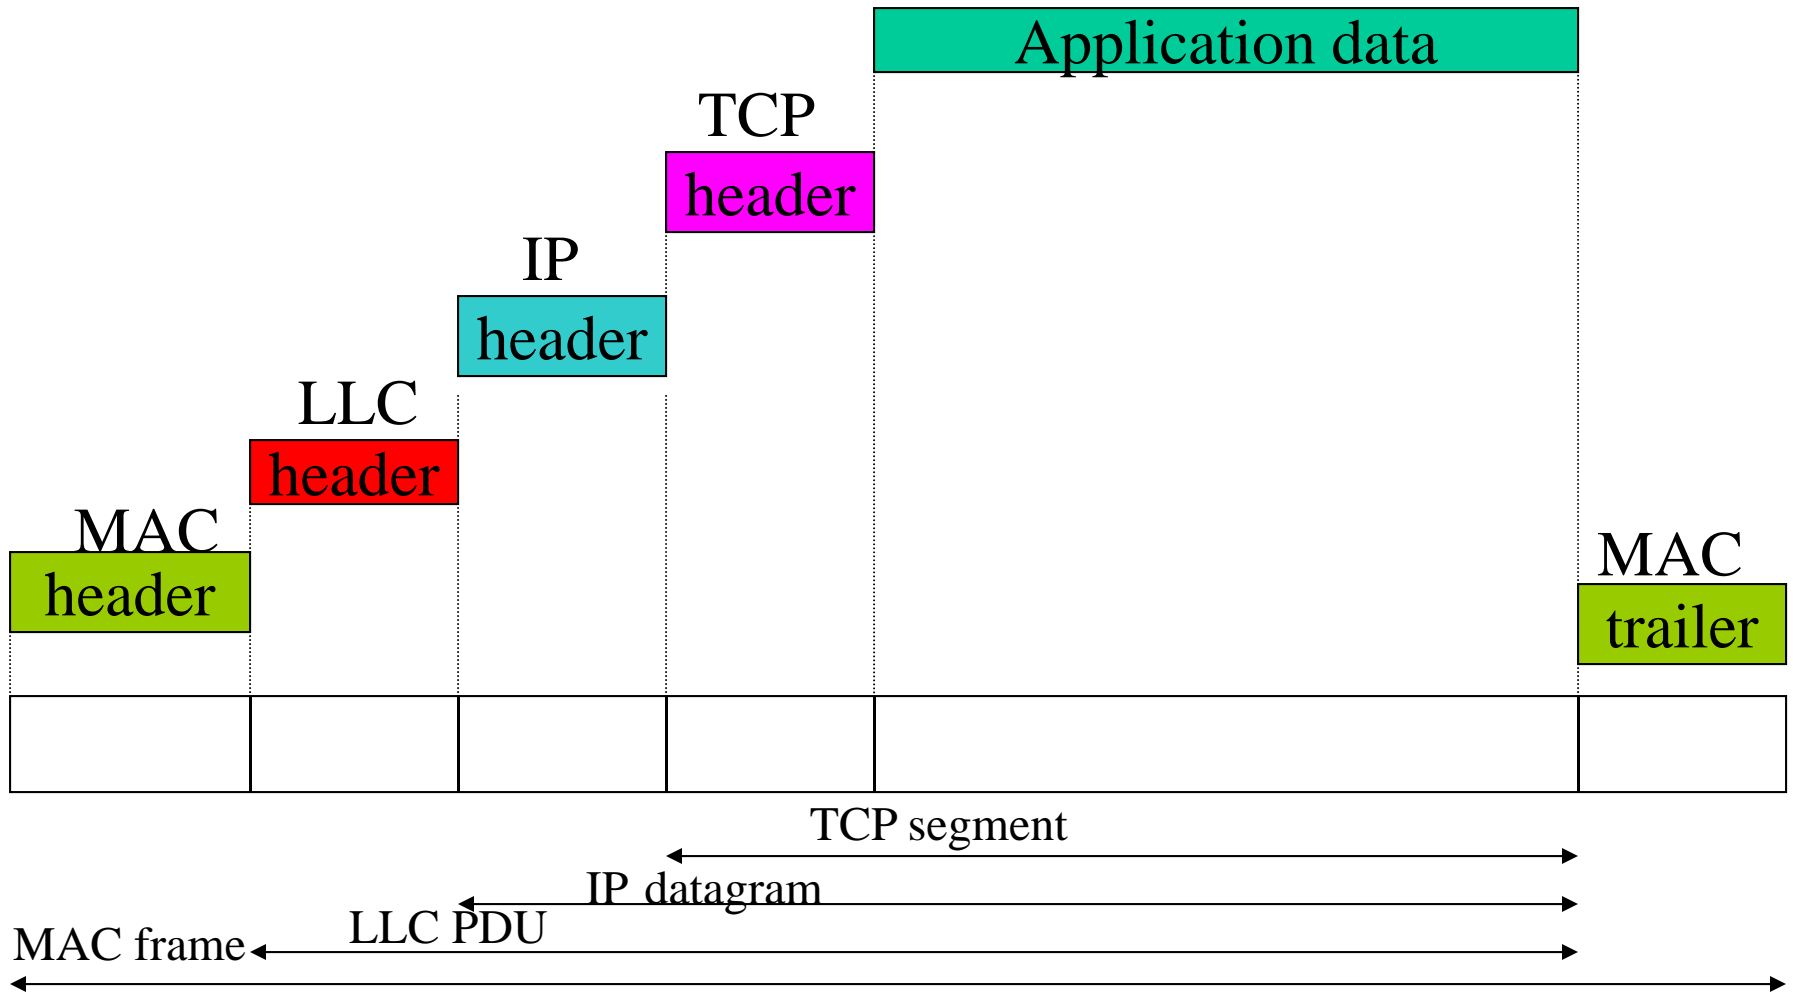 Application data
TCP
header
IP
header
LLC
header
MAC
header
MAC
trailer
TCP segment
IP datagram
LLC PDU
MAC frame